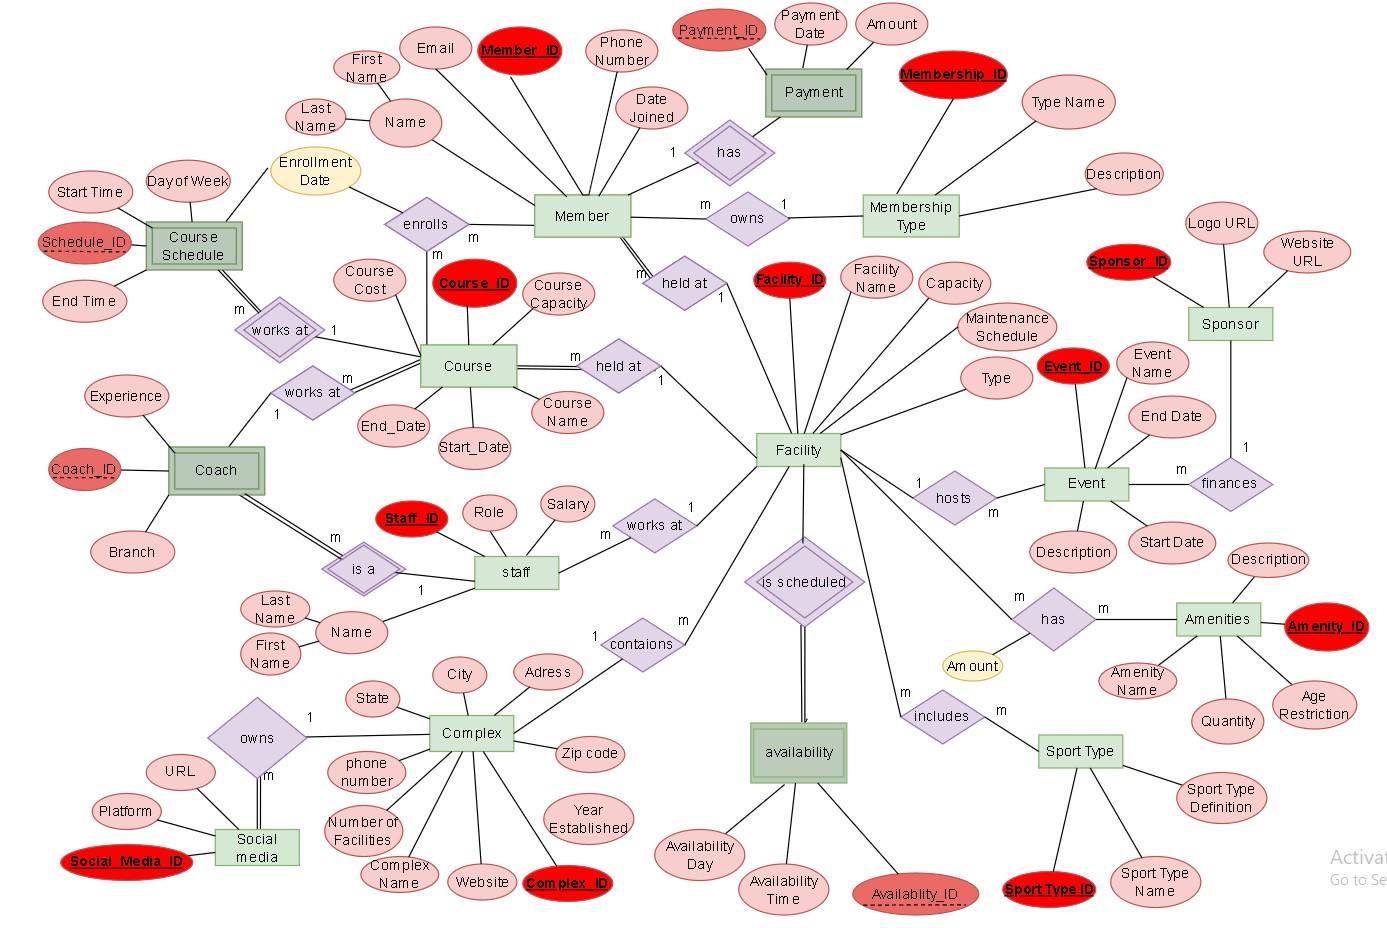 Payment_ID
Payment
Date
Amount
Email
Member_ID
Phone
Number
First
Name
Last
Name
Name
Date
Joined
Payment
Membership_ID
Type Name
1
has
Enrollment
Date
Day of Week
Start Time
Description
enrolls
m
Member
m
owns
1
Membership
Type
Schedule_ID
Course
Schedule
Logo URL
Website
URL
m
End Time
m
works at
1
Course
Cost
Course_ID
Course
Capacity
m
held at
1
Facility_ID
Facility
Name
Capacity
Maintenance
Schedule
Type
Sponsor_ID
Sponsor
Event_ID
Event
Name
End Date
Experience
works at
m
1
Course
m
held at
1
End_Date
Start_Date
Course
Name
Coach_ID
Coach
Branch
Facility
1
hosts
m
Event
m
finances
1
Description
Start Date
Staff_ID
Role
Salary
m
works at
1
m
is a
1
staff
is scheduled
Description
Last
Name
First
Name
Name
1
contaions
m
m
has
m
Amount
Amenities
Amenity_ID
Amenity
Name
Quantity
Age
Restriction
City
Adress
State
owns
1
m
Complex
Zip code
availability
m
includes
m
Sport Type
URL
Platform
Social_Media_ID
Social
media
phone
number
Number of
Facilities
Complex
Name
Website
Complex_ID
Year
Established
Sport Type
Definition
Availability
Day
Availability
Time
Availablity_ID
Sport Type ID
Sport Type
Name
Activat
Go to Se